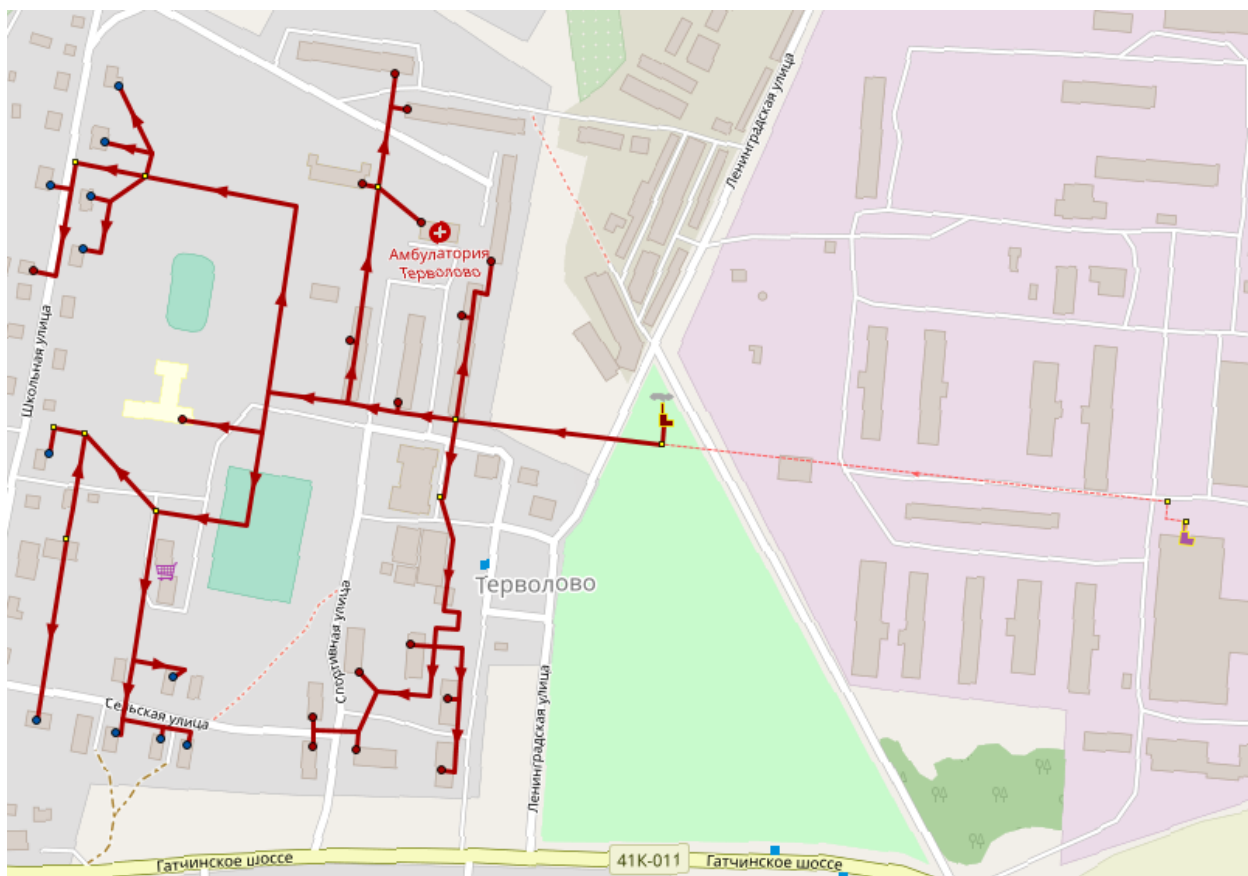 Ленинградская улица
Амбулатория
Терволово
Школьная улица
Терволово
Спортивная улица
Сельская улица
Ленинградская улица
Гатчинское шоссе
41К-011
Гатчинское шоссе